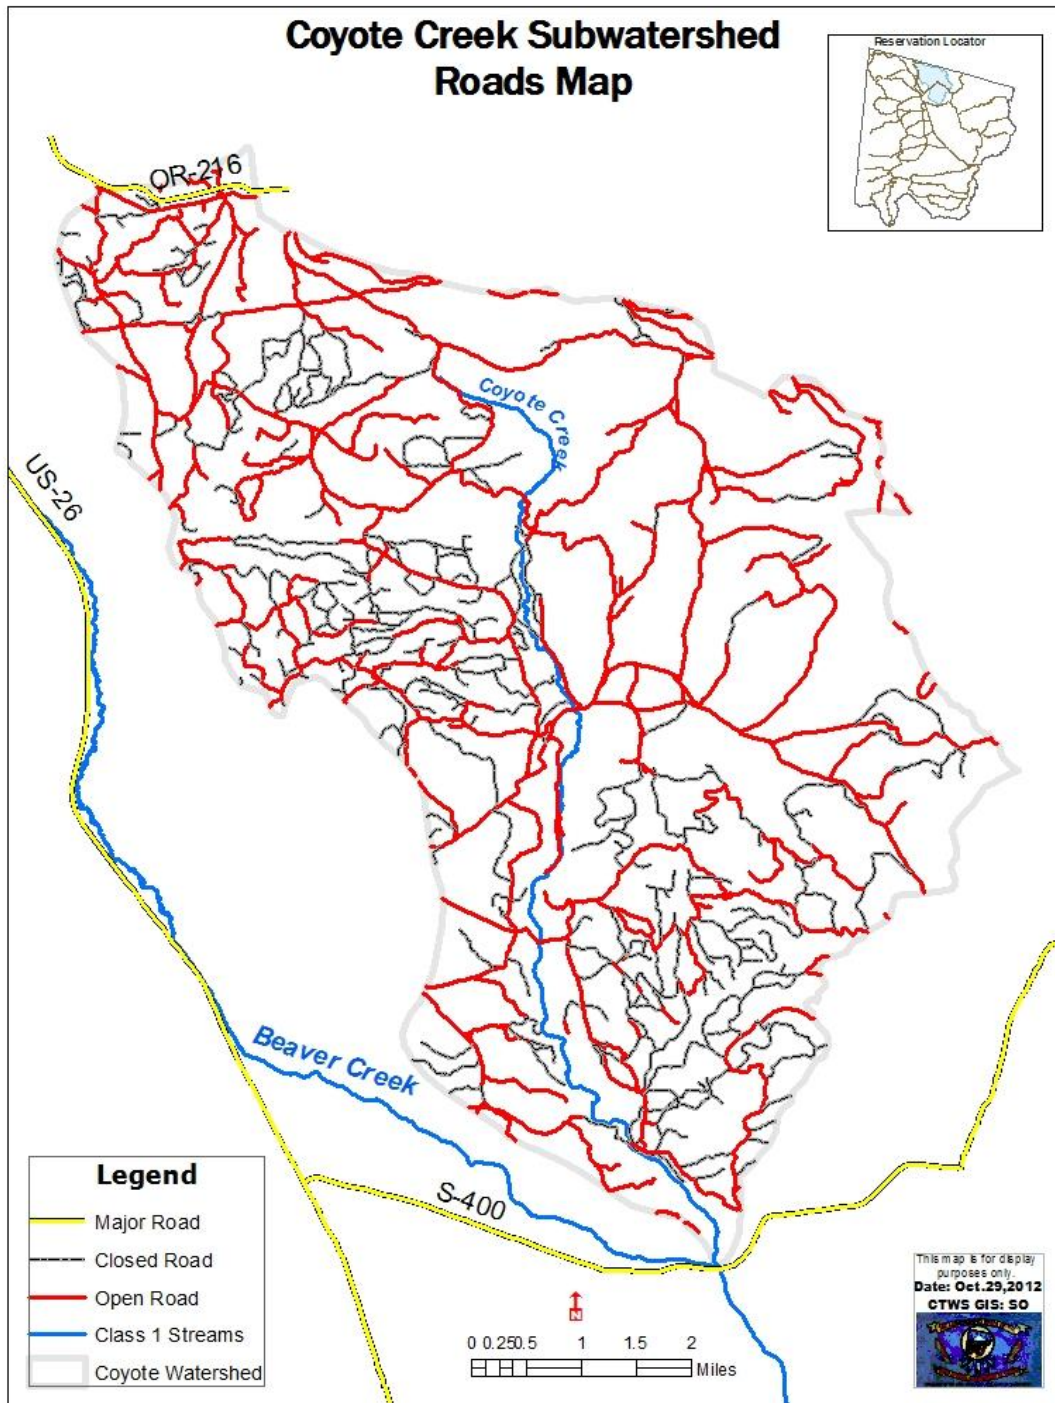 Coyote Creek Subwatershed
Roads Map
Reservation Locator
OR-216
Coyote Creek
US-26
Beaver Creek
S-400
Legend
Major Road
Closed Road
Open Road
Class 1 Streams
Coyote Watershed
N
0 0.250.5 1 1.5 2
Miles
This map is for display
purposes only.
Date: Oct.29,2012
CTWS GIS: SO